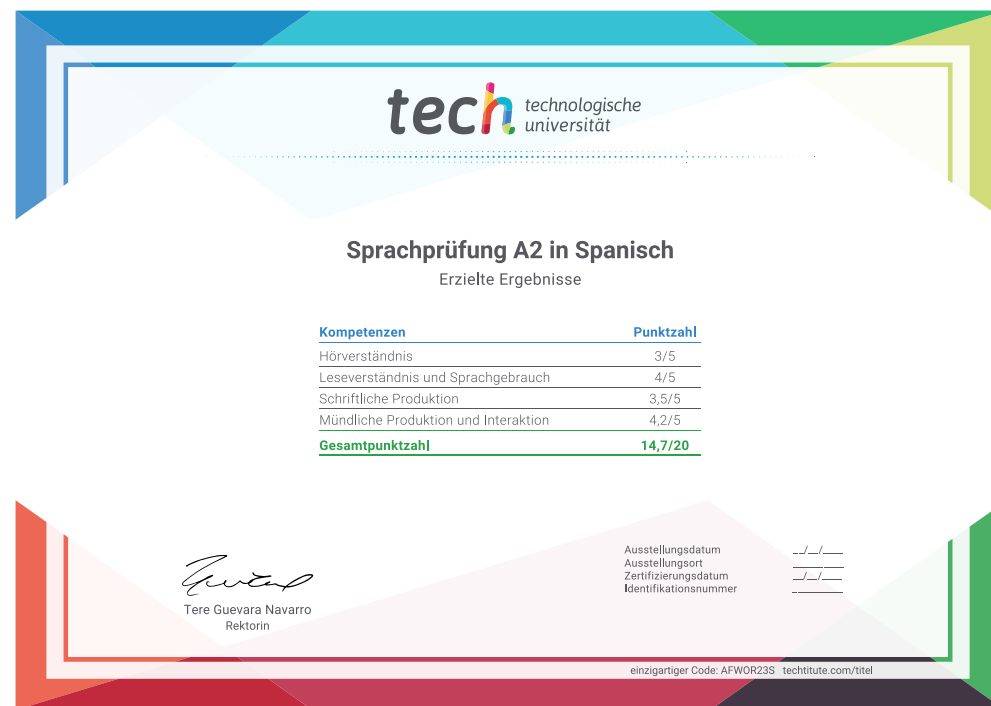 tech technologische
universität
Sprachprüfung A2 in Spanisch
Erzielte Ergebnisse
Kompetenzen Punktzahl
Hörverständnis 3/5
Leseverständnis und Sprachgebrauch 4/5
Schriftliche Produktion 3,5/5
Mündliche Produktion und Interaktion 4,2/5
Gesamtpunktzahl 14,7/20
Tere Guevara Navarro
Rektorin
Ausstellungsdatum __/__/____
Ausstellungsort ________
Zertifizierungsdatum __/__/____
Identifikationsnummer ________
einzigartiger Code: AFWOR23S techtitute.com/titel